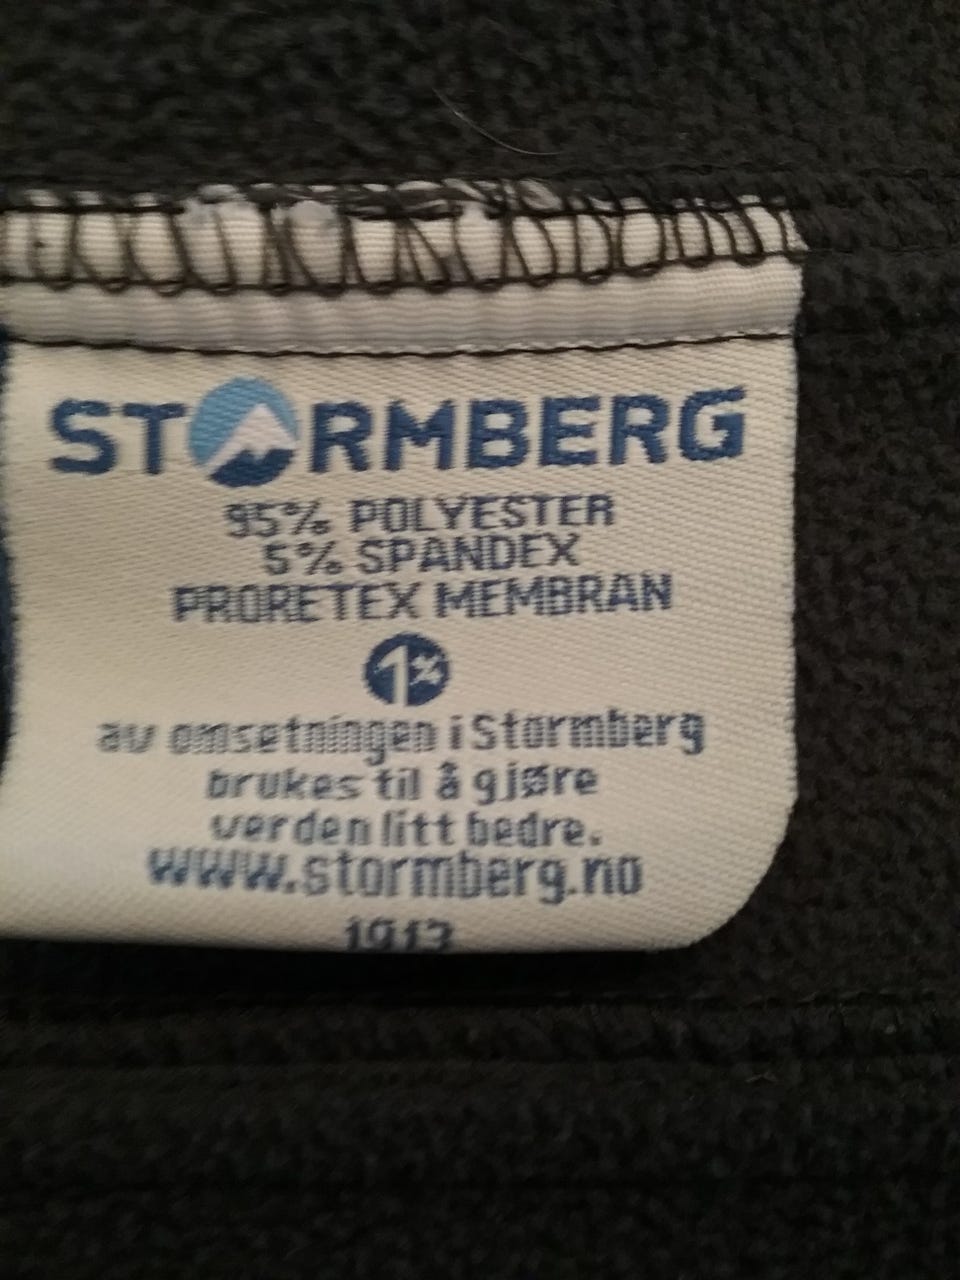 STORMBERG
95% POLYESTER
5% SPANDEX
PRORETEX MEMBRAN
1%
av omsetningen i Stormberg
brukes til å gjøre
verden litt bedre.
www.stormberg.no
1913